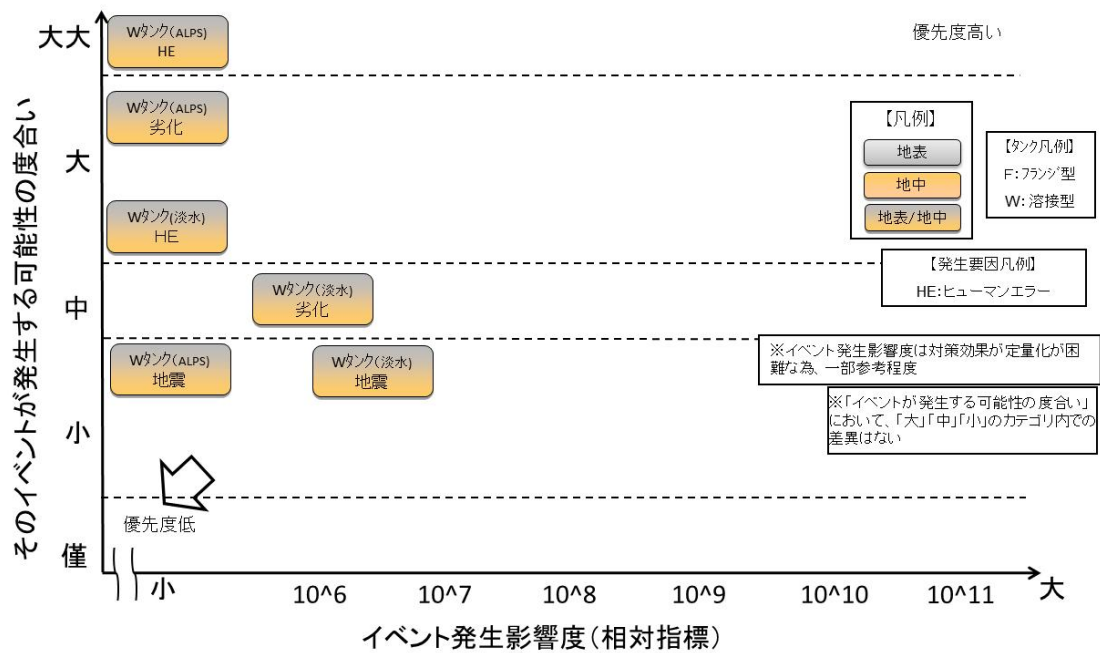 そのイベントが発生する可能性の度合い
大大
大
中
小
僅
Wタンク(ALPS)
HE
Wタンク(ALPS)
劣化
Wタンク(淡水)
HE
Wタンク(淡水)
劣化
Wタンク(ALPS)
地震
Wタンク(淡水)
地震
優先度高い
【凡例】
地表
地中
地表/地中
【タンク凡例】
F:フランジ型
W:溶接型
【発生要因凡例】
HE:ヒューマンエラー
※イベント発生影響度は対策効果が定量化が困
難な為、一部参考程度
※「イベントが発生する可能性の度合い」
において、「大」「中」「小」のカテゴリ内での
差異はない
優先度低
小
10^6
10^7
10^8
10^9
10^10
10^11
大
イベント発生影響度(相対指標)